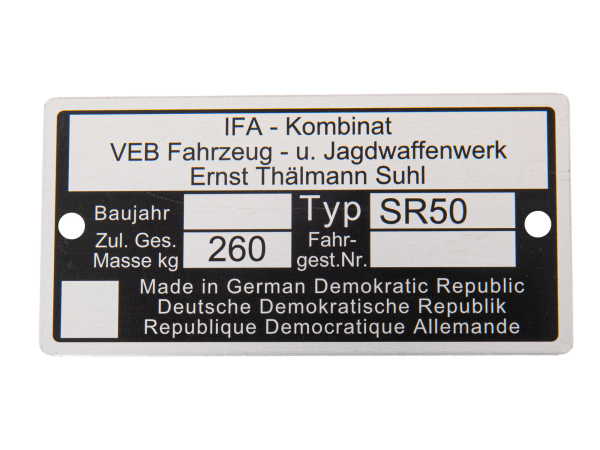 IFA - Kombinat
VEB Fahrzeug - u. Jagdwaffenwerk
Ernst Thälmann Suhl
Baujahr Typ SR50
Zul. Ges. Masse kg 260 Fahr-gest.Nr.
Made in German Demokratic Republic
Deutsche Demokratische Republik
Republique Democratique Allemande